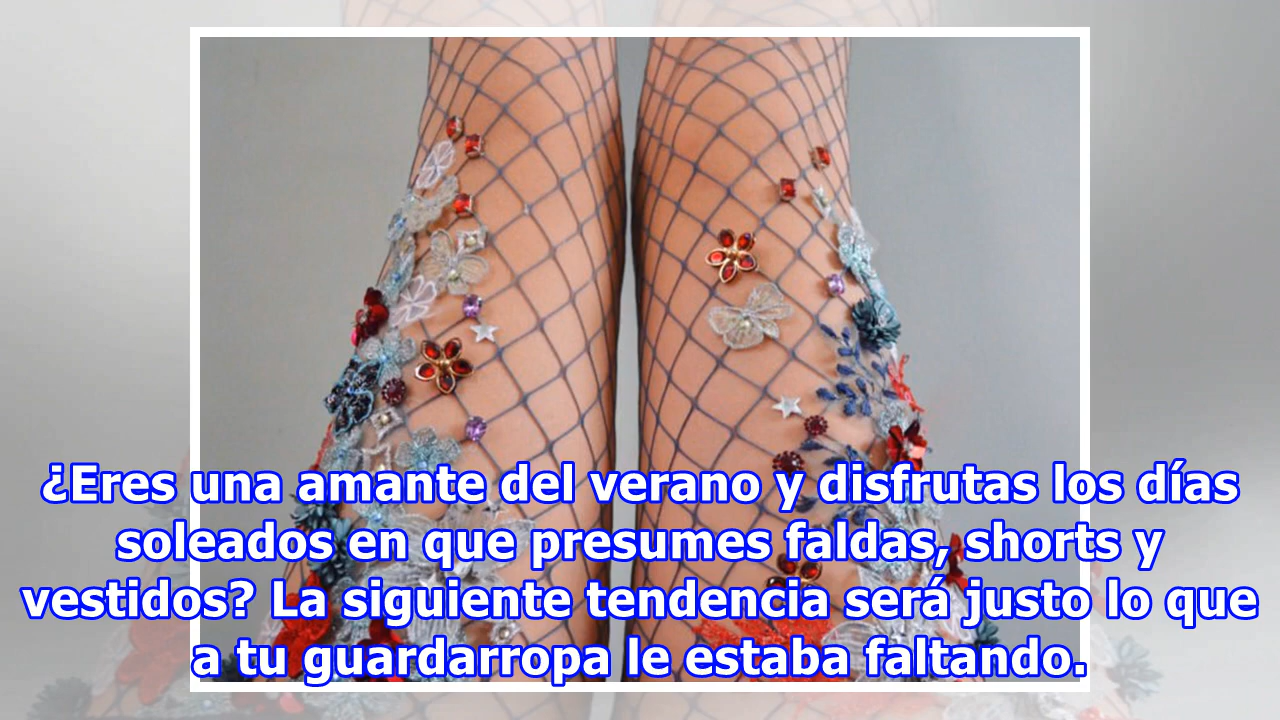 ¿Eres una amante del verano y disfrutas los días
soleados en que presumes faldas, shorts y
vestidos? La siguiente tendencia será justo lo que
a tu guardarropa le estaba faltando.